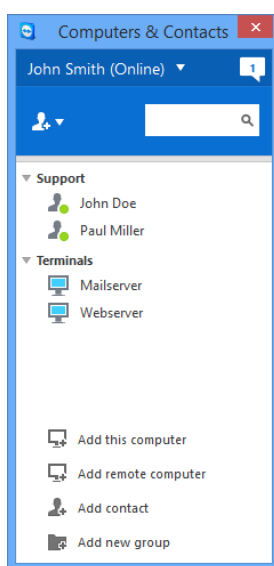 Computers & Contacts
John Smith (Online)
1
Support
John Doe
Paul Miller
Terminals
Mailserver
Webserver
Add this computer
Add remote computer
Add contact
Add new group